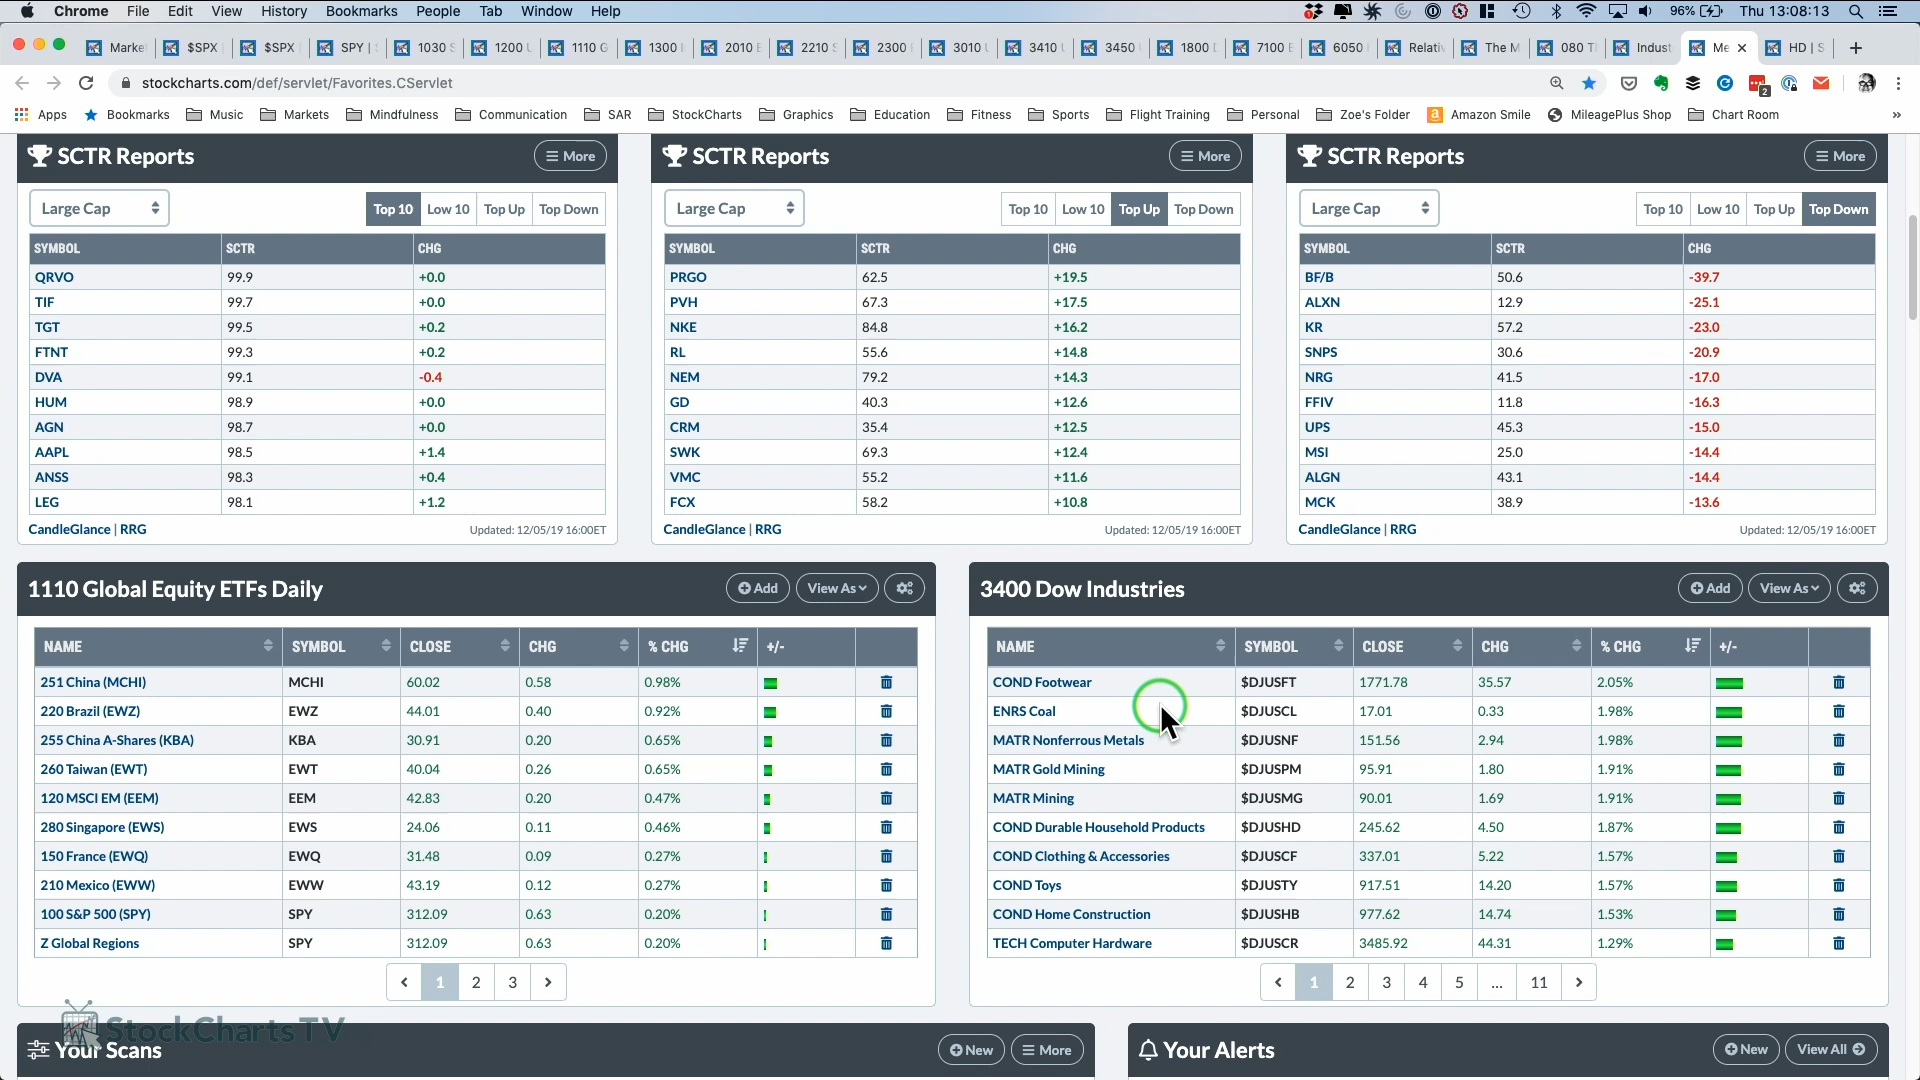 Chrome File Edit View History Bookmarks People Tab Window Help 96% Thu 13:08:13
Marke $SPX $SPX SPY | 1030 S 1200 U 1110 G 1300 2010 E 2210 S 2300 F 3010 U 3410 U 3450 U 1800 D 7100 E 6050 I Relativ The M 080 T Indust Me HD | S
stockcharts.com/def/servlet/Favorites.CServlet 2
Apps Bookmarks Music Markets Mindfulness Communication SAR StockCharts Graphics Education Fitness Sports Flight Training Personal Zoe's Folder Amazon Smile MileagePlus Shop Chart Room »
SCTR Reports More
Large Cap Top 10 Low 10 Top Up Top Down
SYMBOL SCTR CHG
QRVO 99.9 +0.0
TIF 99.7 +0.0
TGT 99.5 +0.2
FTNT 99.3 +0.2
DVA 99.1 -0.4
HUM 98.9 +0.0
AGN 98.7 +0.0
AAPL 98.5 +1.4
ANSS 98.3 +0.4
LEG 98.1 +1.2
CandleGlance | RRG Updated: 12/05/19 16:00ET
SCTR Reports More
Large Cap Top 10 Low 10 Top Up Top Down
SYMBOL SCTR CHG
PRGO 62.5 +19.5
PVH 67.3 +17.5
NKE 84.8 +16.2
RL 55.6 +14.8
NEM 79.2 +14.3
GD 40.3 +12.6
CRM 35.4 +12.5
SWK 69.3 +12.4
VMC 55.2 +11.6
FCX 58.2 +10.8
CandleGlance | RRG Updated: 12/05/19 16:00ET
SCTR Reports More
Large Cap Top 10 Low 10 Top Up Top Down
SYMBOL SCTR CHG
BF/B 50.6 -39.7
ALXN 12.9 -25.1
KR 57.2 -23.0
SNPS 30.6 -20.9
NRG 41.5 -17.0
FFIV 11.8 -16.3
UPS 45.3 -15.0
MSI 25.0 -14.4
ALGN 43.1 -14.4
MCK 38.9 -13.6
CandleGlance | RRG Updated: 12/05/19 16:00ET
1110 Global Equity ETFs Daily Add View As
NAME SYMBOL CLOSE CHG % CHG +/-
251 China (MCHI) MCHI 60.02 0.58 0.98%
220 Brazil (EWZ) EWZ 44.01 0.40 0.92%
255 China A-Shares (KBA) KBA 30.91 0.20 0.65%
260 Taiwan (EWT) EWT 40.04 0.26 0.65%
120 MSCI EM (EEM) EEM 42.83 0.20 0.47%
280 Singapore (EWS) EWS 24.06 0.11 0.46%
150 France (EWQ) EWQ 31.48 0.09 0.27%
210 Mexico (EWW) EWW 43.19 0.12 0.27%
100 S&P 500 (SPY) SPY 312.09 0.63 0.20%
Z Global Regions SPY 312.09 0.63 0.20%
1 2 3
3400 Dow Industries Add View As
NAME SYMBOL CLOSE CHG % CHG +/-
COND Footwear $DJUSFT 1771.78 35.57 2.05%
ENRS Coal $DJUSCL 17.01 0.33 1.98%
MATR Nonferrous Metals $DJUSNF 151.56 2.94 1.98%
MATR Gold Mining $DJUSPM 95.91 1.80 1.91%
MATR Mining $DJUSMG 90.01 1.69 1.91%
COND Durable Household Products $DJUSHD 245.62 4.50 1.87%
COND Clothing & Accessories $DJUSCF 337.01 5.22 1.57%
COND Toys $DJUSTY 917.51 14.20 1.57%
COND Home Construction $DJUSHB 977.62 14.74 1.53%
TECH Computer Hardware $DJUSCR 3485.92 44.31 1.29%
1 2 3 4 5 ... 11
StockCharts TV
Your Scans New More
Your Alerts New View All